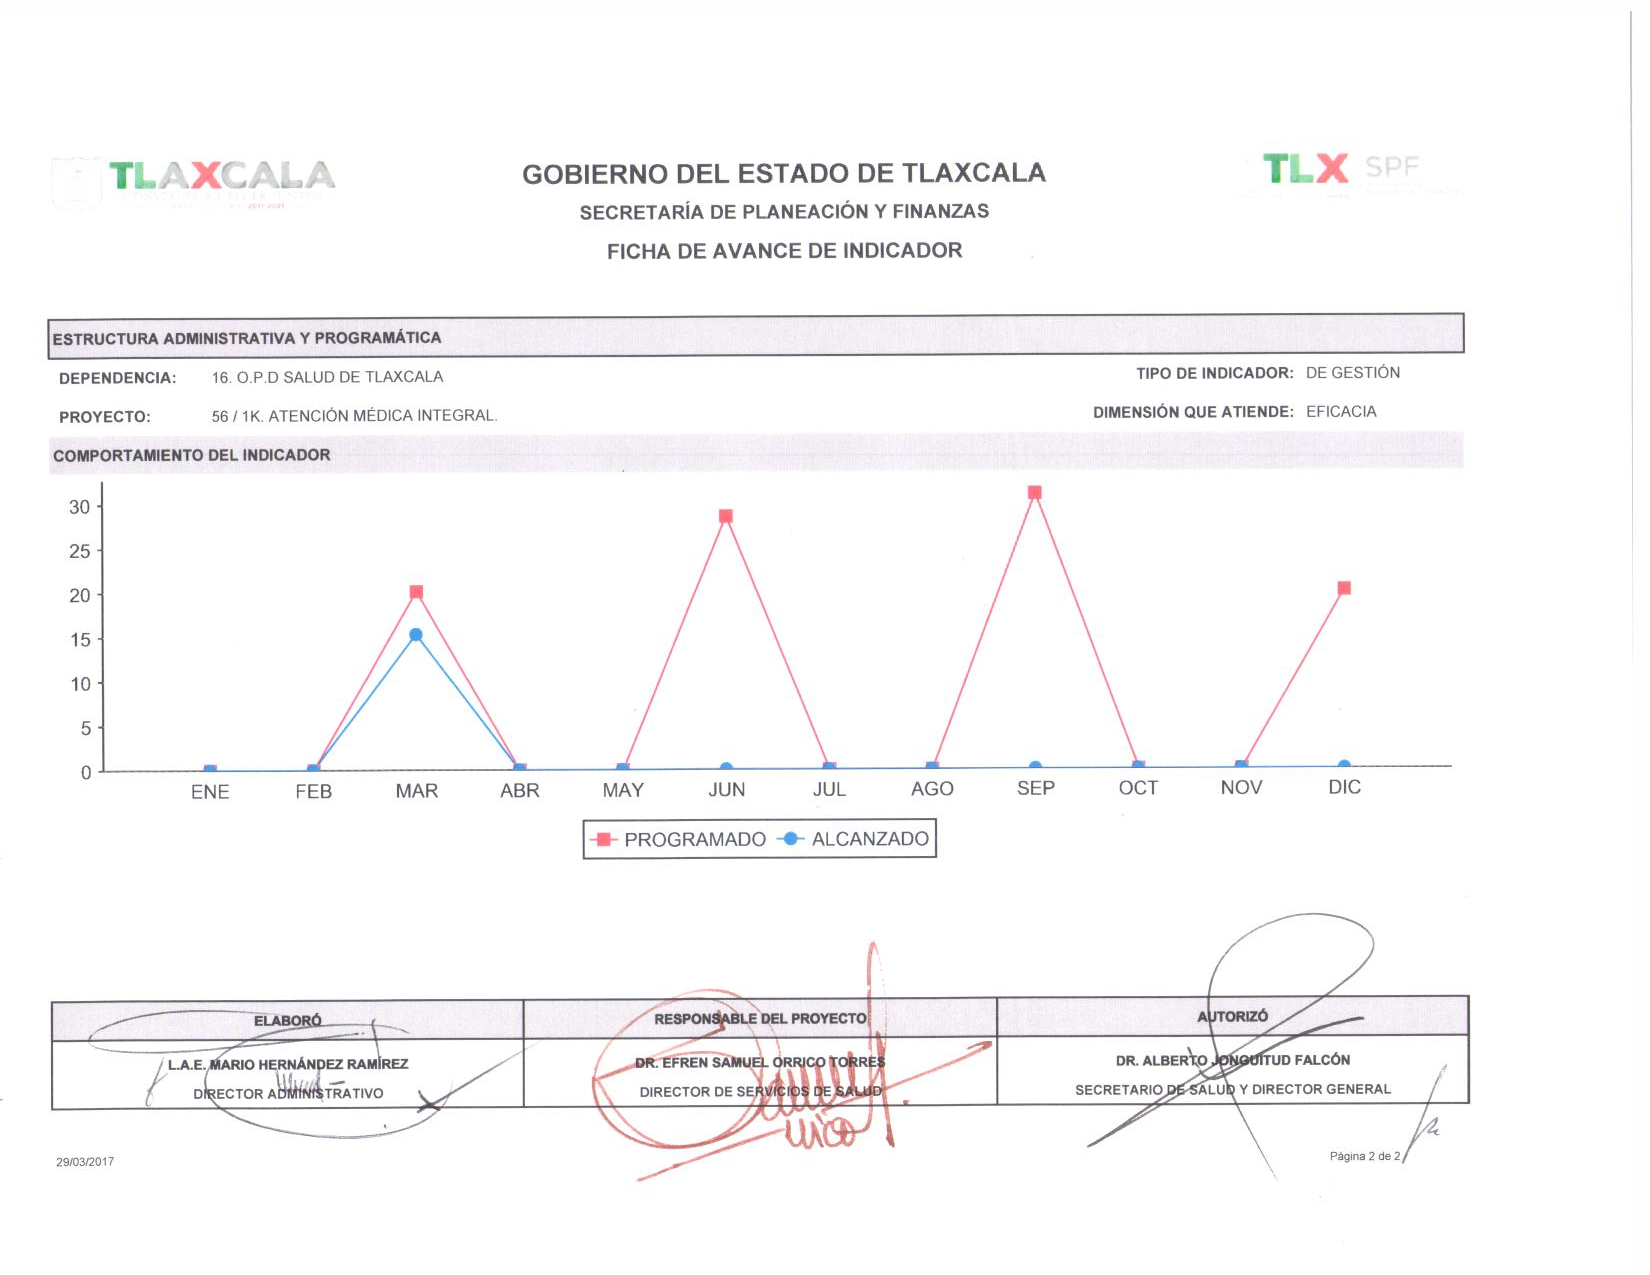 TLAXCALA
GOBIERNO DEL ESTADO DE TLAXCALA
TLX SPF
SECRETARÍA DE PLANEACIÓN Y FINANZAS
FICHA DE AVANCE DE INDICADOR
ESTRUCTURA ADMINISTRATIVA Y PROGRAMÁTICA
DEPENDENCIA: 16. O.P.D SALUD DE TLAXCALA TIPO DE INDICADOR: DE GESTIÓN
PROYECTO: 56 / 1K. ATENCIÓN MÉDICA INTEGRAL. DIMENSIÓN QUE ATIENDE: EFICACIA
COMPORTAMIENTO DEL INDICADOR
30
25
20
15
10
5
0
ENE FEB MAR ABR MAY JUN JUL AGO SEP OCT NOV DIC
PROGRAMADO ALCANZADO
ELABORÓ RESPONSABLE DEL PROYECTO AUTORIZÓ
L.A.E. MARIO HERNÁNDEZ RAMÍREZ DR. EFREN SAMUEL ORRICO TORRES DR. ALBERTO JONGUITUD FALCÓN
DIRECTOR ADMINISTRATIVO DIRECTOR DE SERVICIOS DE SALUD SECRETARIO DE SALUD Y DIRECTOR GENERAL
29/03/2017 Página 2 de 2